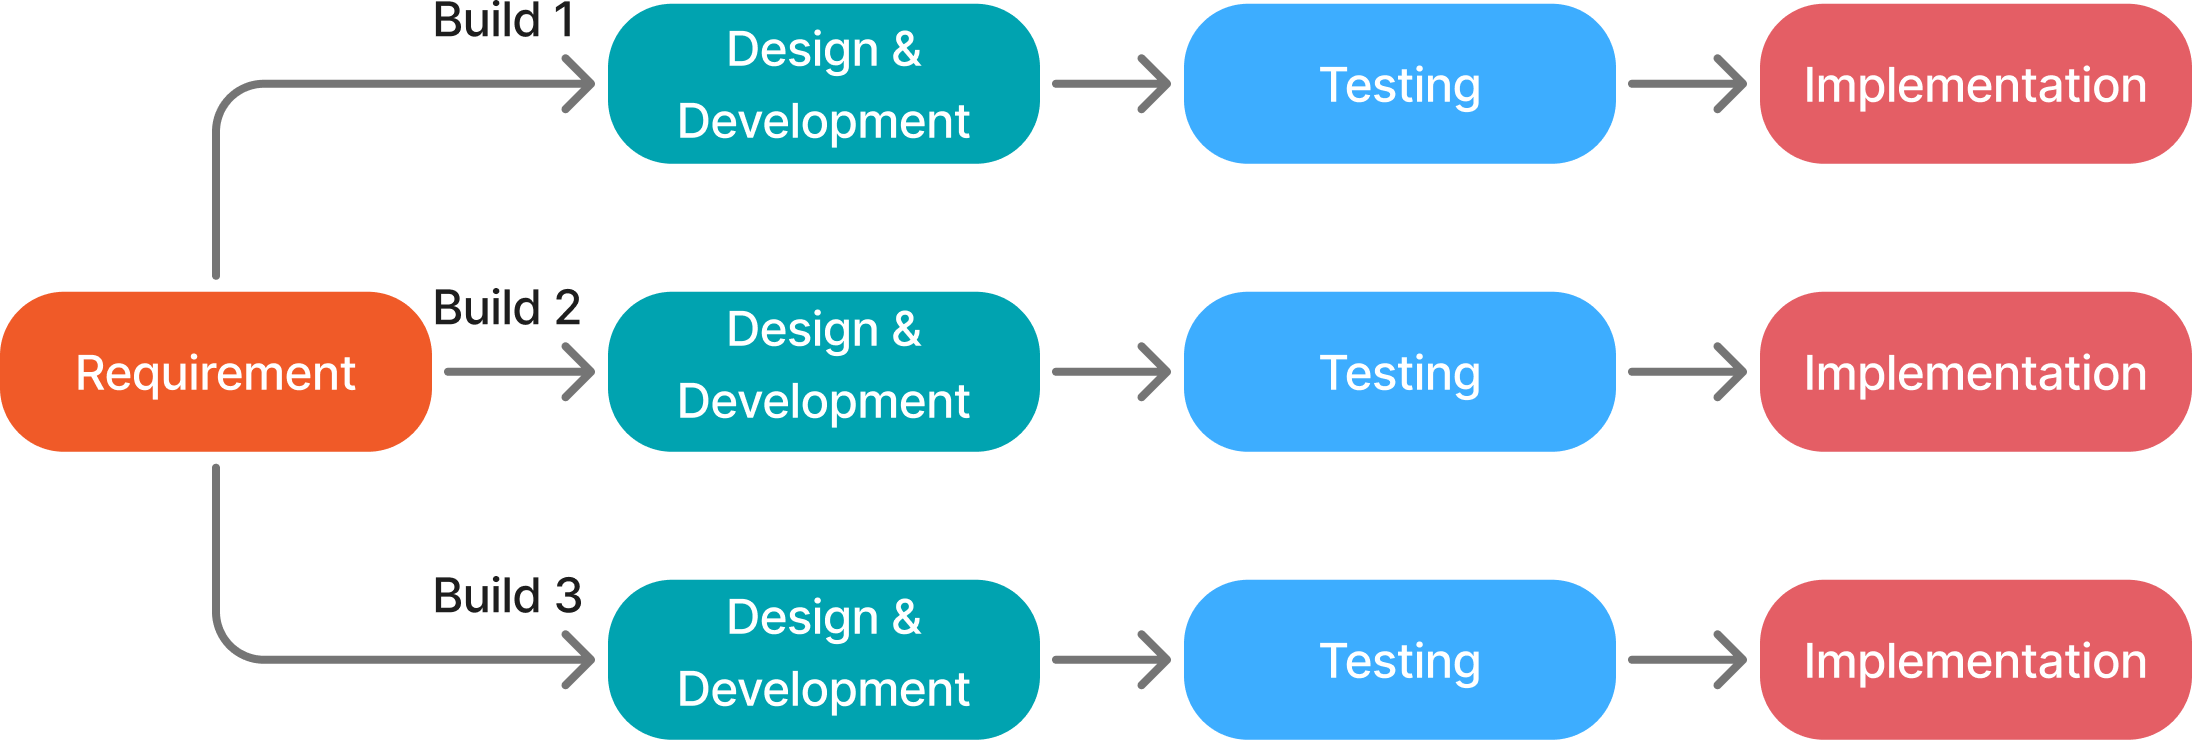 Build 1
Design &
Development
Testing
Implementation
Requirement
Build 2
Design &
Development
Testing
Implementation
Build 3
Design &
Development
Testing
Implementation